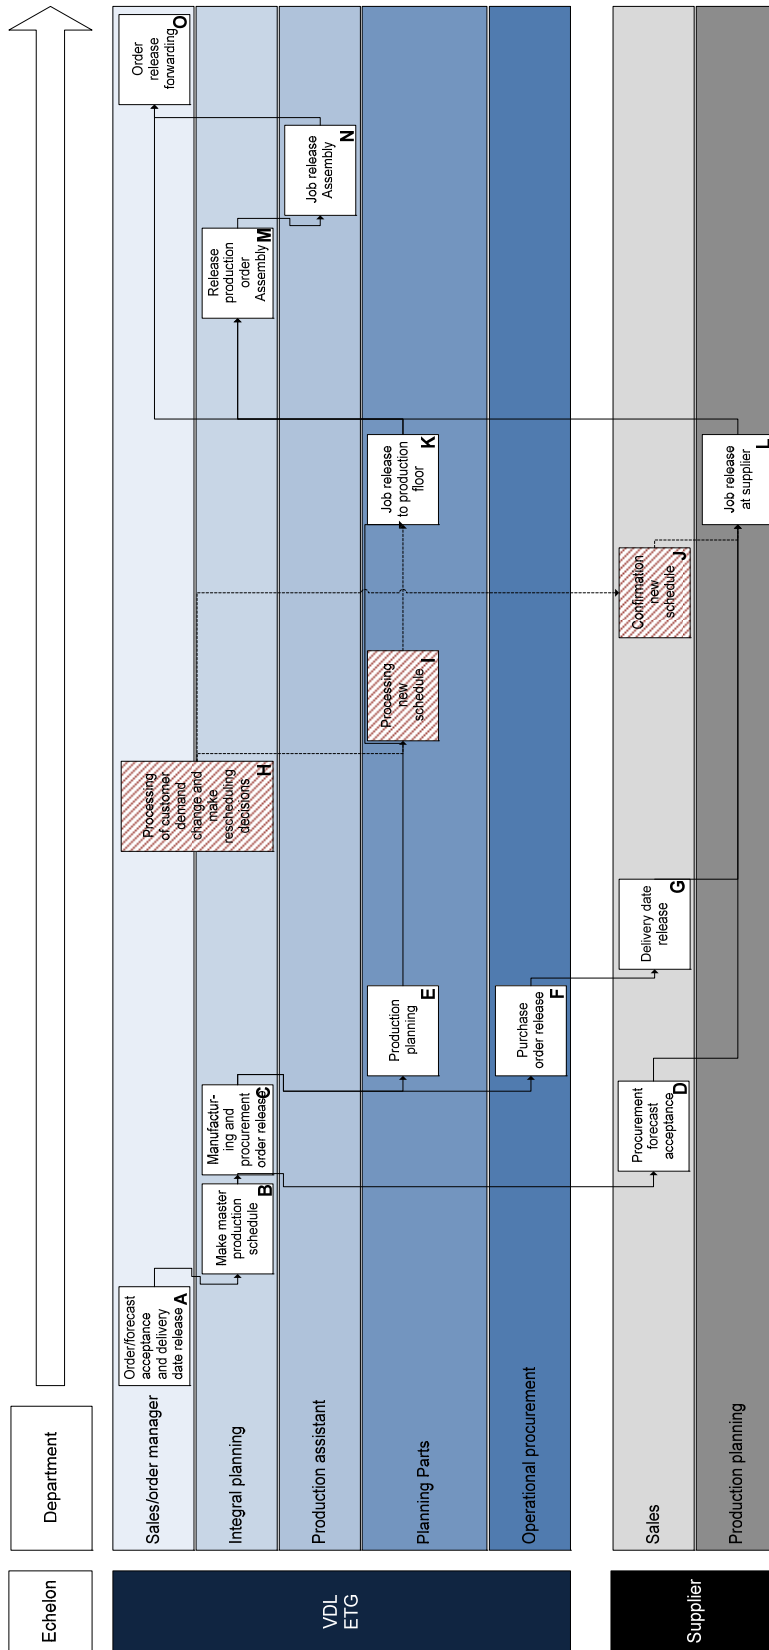 Echelon
Department
VDL
ETG
Sales/order manager
Integral planning
Production assistant
Planning Parts
Operational procurement
Supplier
Sales
Production planning
Order/forecast
acceptance
and delivery
date release
A
Make master
production
schedule
B
Manufactur-
ing and
procurement
order release
C
Procurement
forecast
acceptance
D
Production
planning
E
Purchase
order release
F
Delivery date
release
G
Processing
of customer
demand
change and
make
rescheduling
decisions
H
Processing
new
schedule
I
Confirmation
new
schedule
J
Job release
to production
floor
K
Job release
at supplier
L
Release
production
order
Assembly
M
Job release
Assembly
N
Order
release
forwarding
O